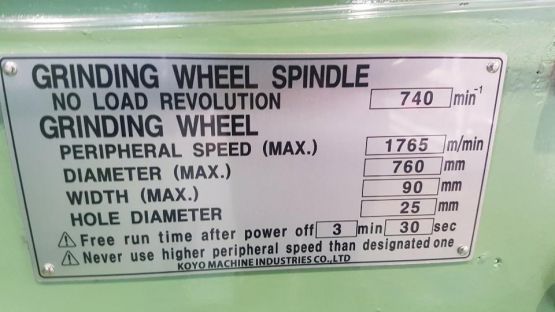 GRINDING WHEEL SPINDLE
NO LOAD REVOLUTION 740 min⁻¹
GRINDING WHEEL
PERIPHERAL SPEED (MAX.) 1765 m/min
DIAMETER (MAX.) 760 mm
WIDTH (MAX.) 90 mm
HOLE DIAMETER 25 mm
⚠ Free run time after power off 3 min 30 sec
⚠ Never use higher peripheral speed than designated one
KOYO MACHINE INDUSTRIES CO.,LTD